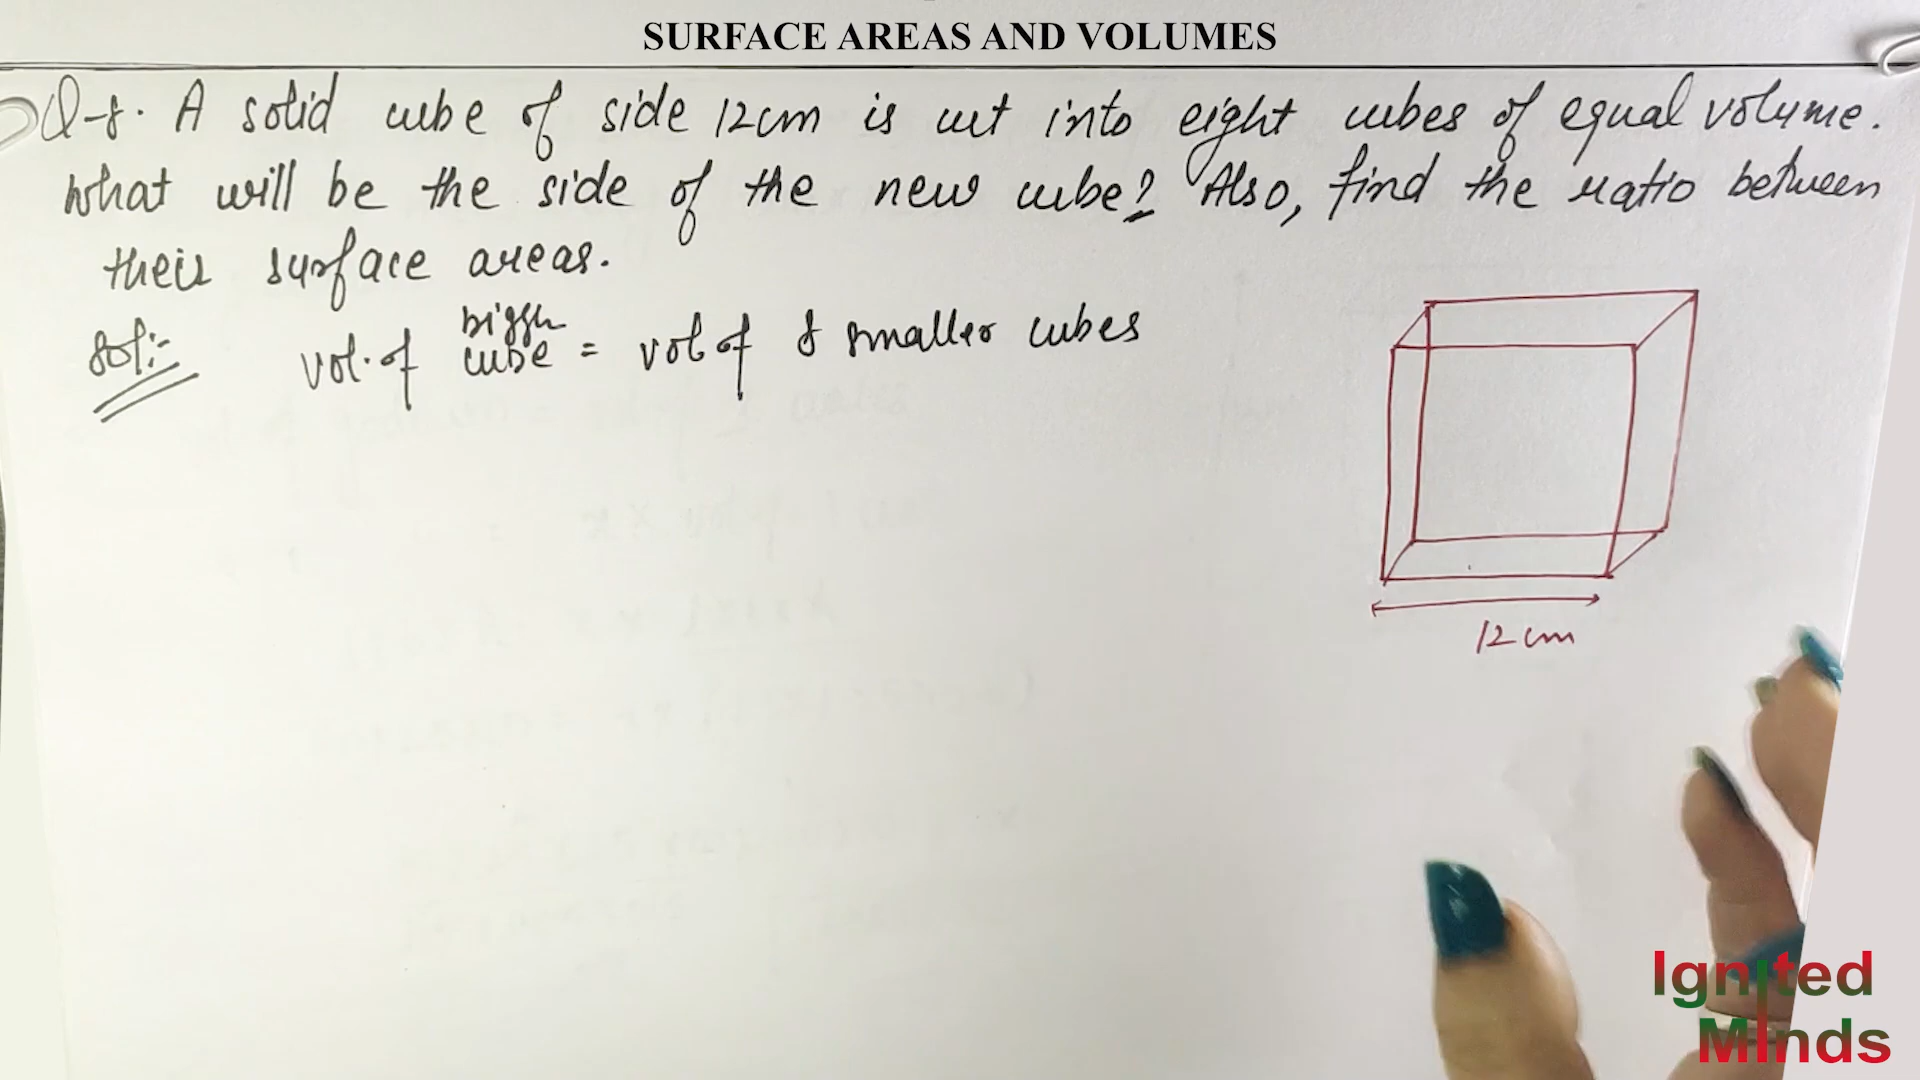 SURFACE AREAS AND VOLUMES
Q-8. A solid cube of side 12cm is cut into eight cubes of equal volume.
What will be the side of the new cube? Also, find the ratio between
their surface areas.
Sol:- vol. of bigger cube = vol of 8 smaller cubes
12 cm
Ignited
Minds